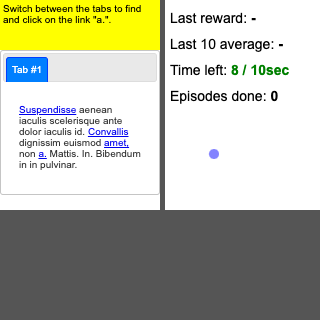 Switch between the tabs to find
and click on the link "a.".
Tab #1
Suspendisse aenean
iaculis scelerisque ante
dolor iaculis id. Convallis
dignissim euismod amet,
non a. Mattis. In. Bibendum
in in pulvinar.
Last reward: -
Last 10 average: -
Time left: 8 / 10sec
Episodes done: 0